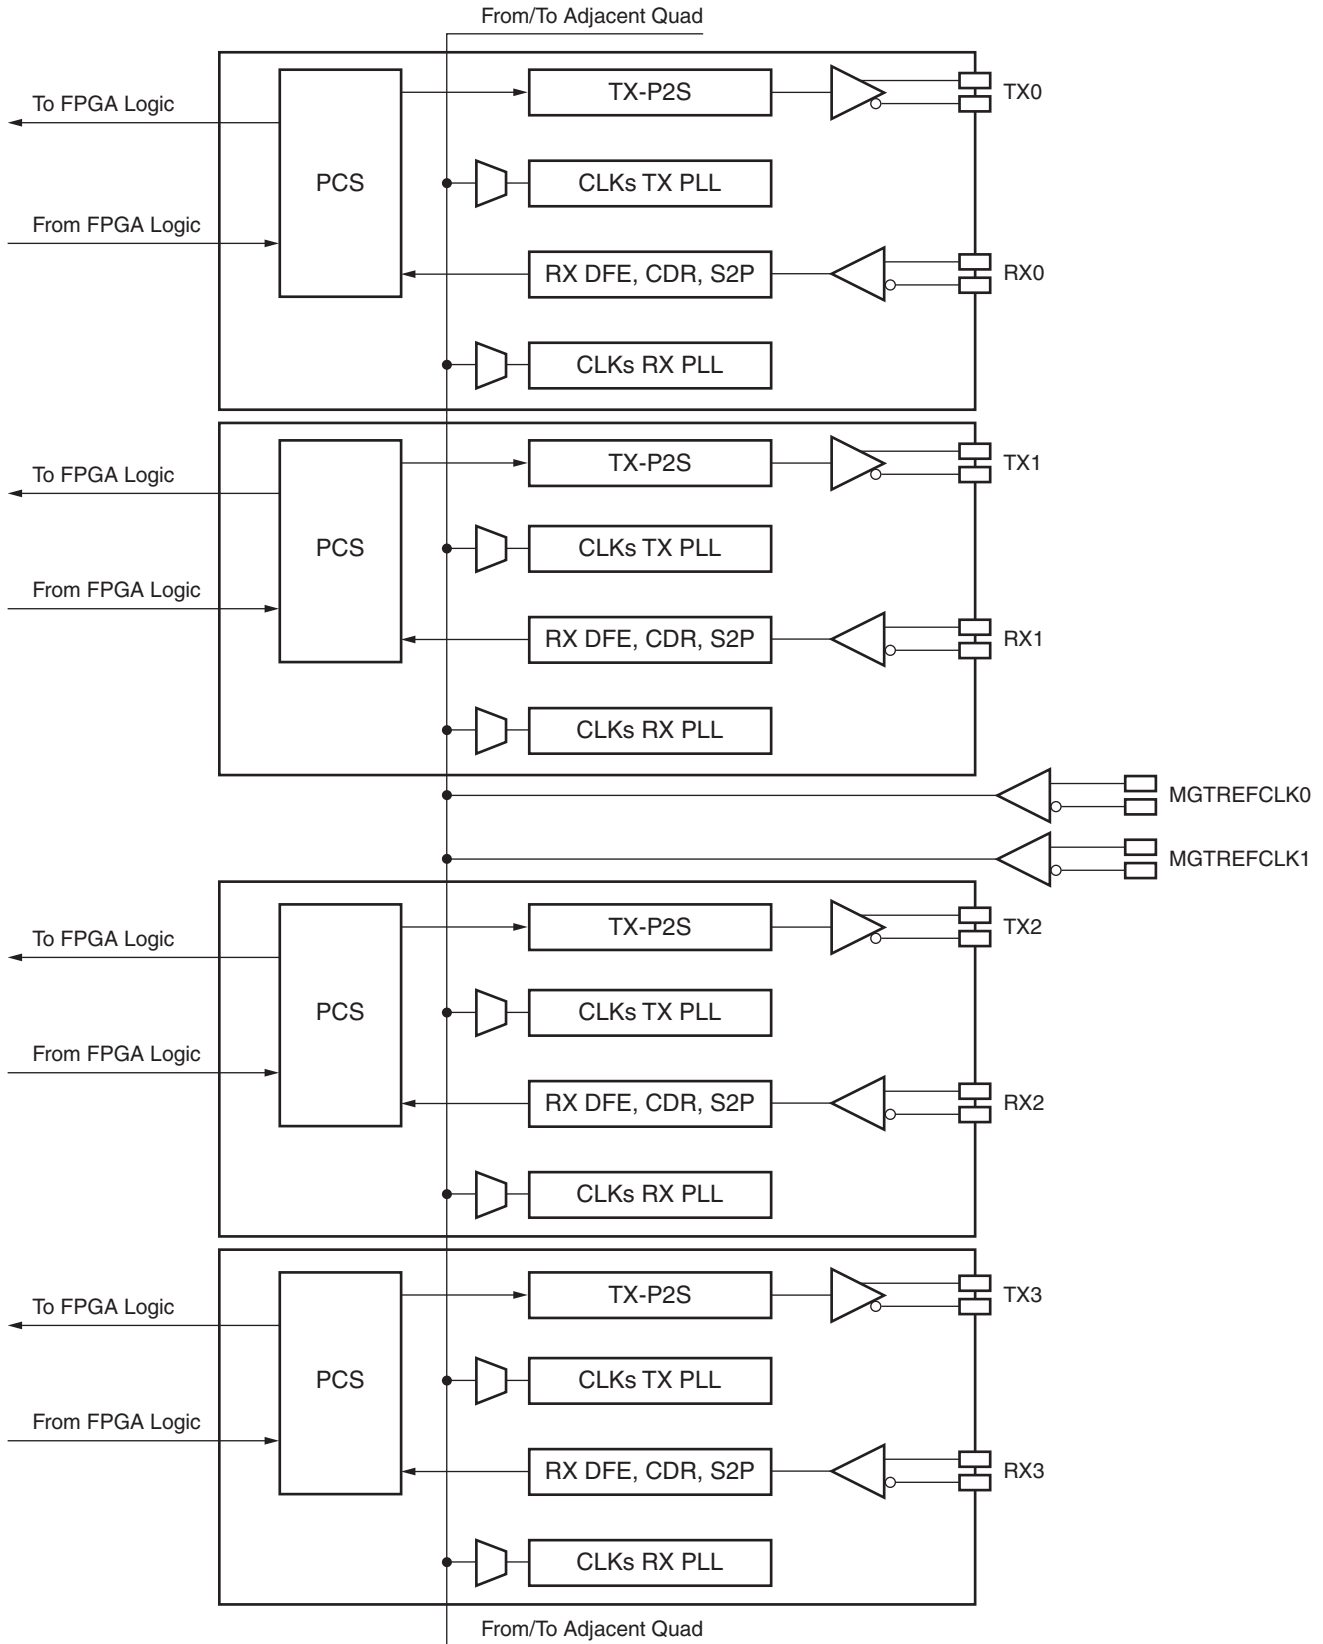 From/To Adjacent Quad
TX-P2S
TX0
To FPGA Logic
PCS
CLKs TX PLL
From FPGA Logic
RX DFE, CDR, S2P
RX0
CLKs RX PLL
TX-P2S
TX1
To FPGA Logic
PCS
CLKs TX PLL
From FPGA Logic
RX DFE, CDR, S2P
RX1
CLKs RX PLL
MGTREFCLK0
MGTREFCLK1
TX-P2S
TX2
To FPGA Logic
PCS
CLKs TX PLL
From FPGA Logic
RX DFE, CDR, S2P
RX2
CLKs RX PLL
TX-P2S
TX3
To FPGA Logic
PCS
CLKs TX PLL
From FPGA Logic
RX DFE, CDR, S2P
RX3
CLKs RX PLL
From/To Adjacent Quad